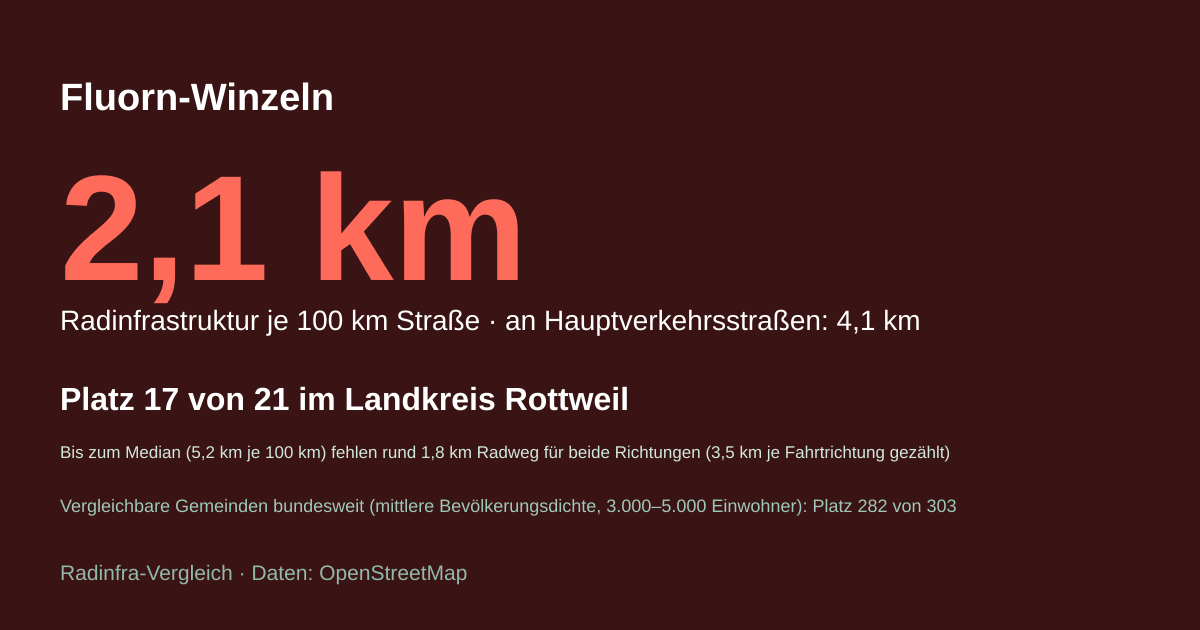 Fluorn-Winzeln
2,1 km
Radinfrastruktur je 100 km Straße · an Hauptverkehrsstraßen: 4,1 km
Platz 17 von 21 im Landkreis Rottweil
Bis zum Median (5,2 km je 100 km) fehlen rund 1,8 km Radweg für beide Richtungen (3,5 km je Fahrtrichtung gezählt)
Vergleichbare Gemeinden bundesweit (mittlere Bevölkerungsdichte, 3.000–5.000 Einwohner): Platz 282 von 303
Radinfra-Vergleich · Daten: OpenStreetMap